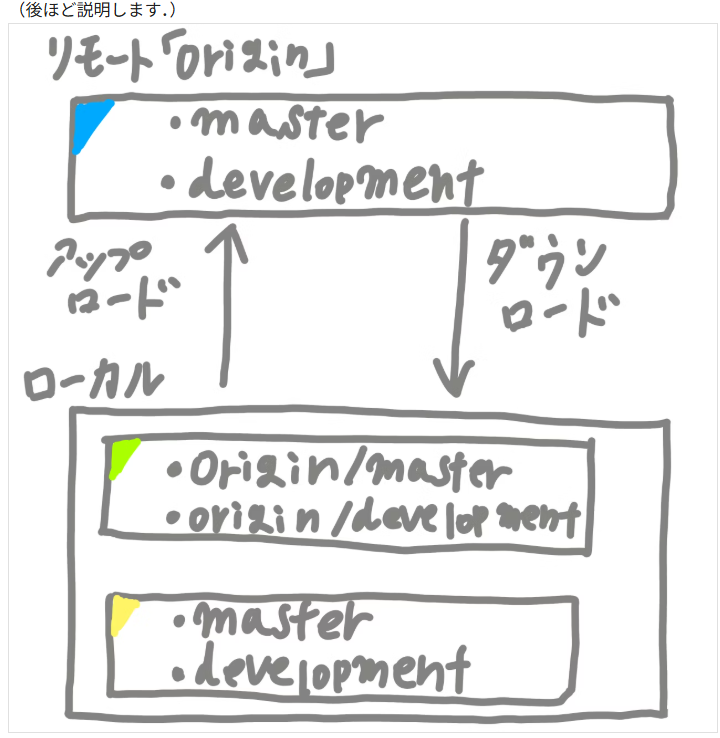 （後ほど説明します.）
リモート「origin」
・master
・development
アップ
ロード
ダウン
ロード
ローカル
・origin/master
・origin/development
・master
・development